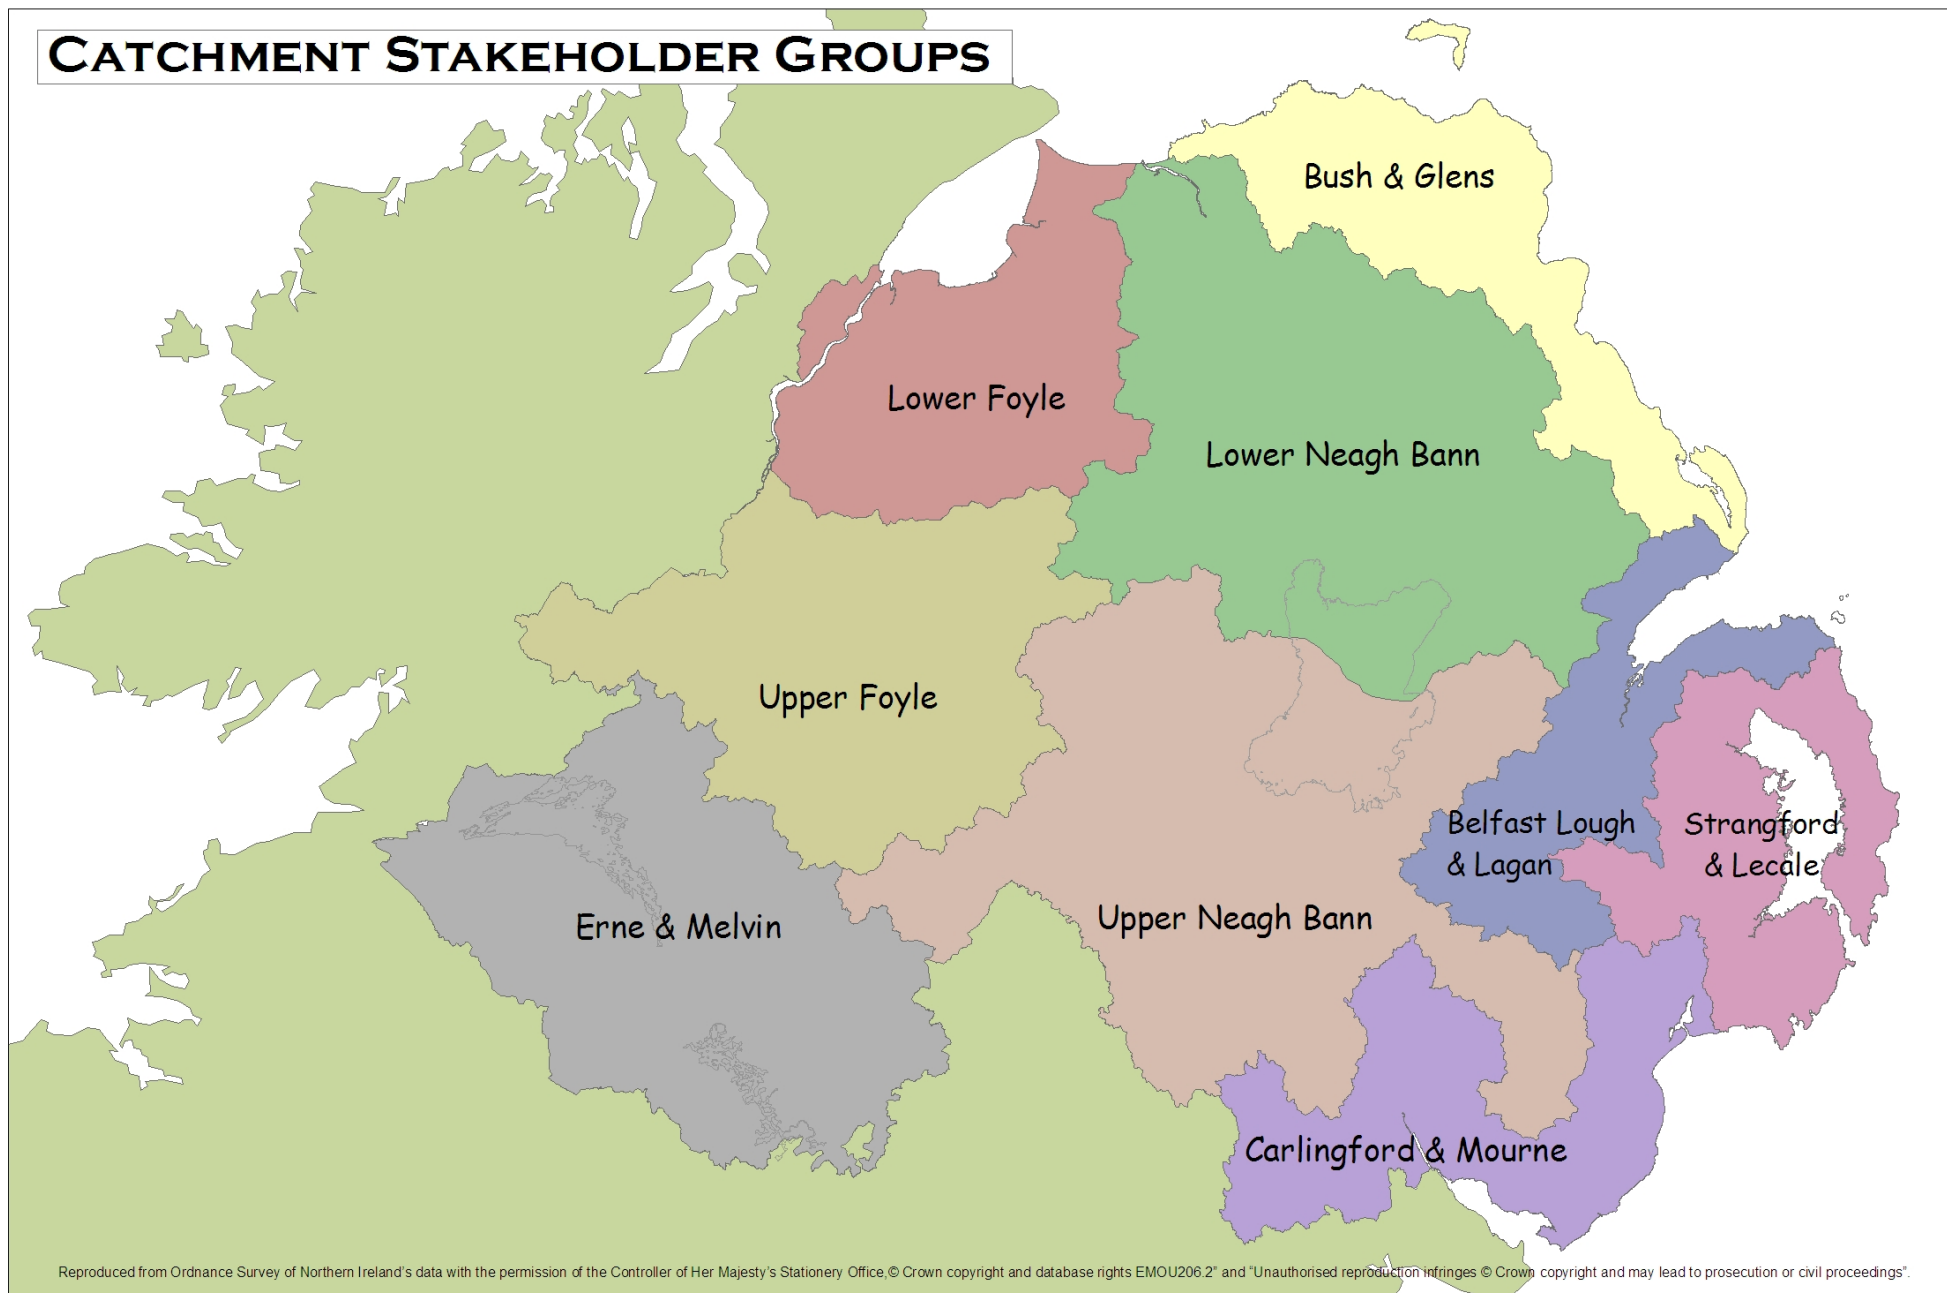 CATCHMENT STAKEHOLDER GROUPS
Bush & Glens
Lower Foyle
Lower Neagh Bann
Upper Foyle
Belfast Lough
& Lagan
Strangford
& Lecale
Erne & Melvin
Upper Neagh Bann
Carlingford & Mourne
Reproduced from Ordnance Survey of Northern Ireland's data with the permission of the Controller of Her Majesty's Stationery Office,© Crown copyright and database rights EMOU206.2" and "Unauthorised reproduction infringes © Crown copyright and may lead to prosecution or civil proceedings".